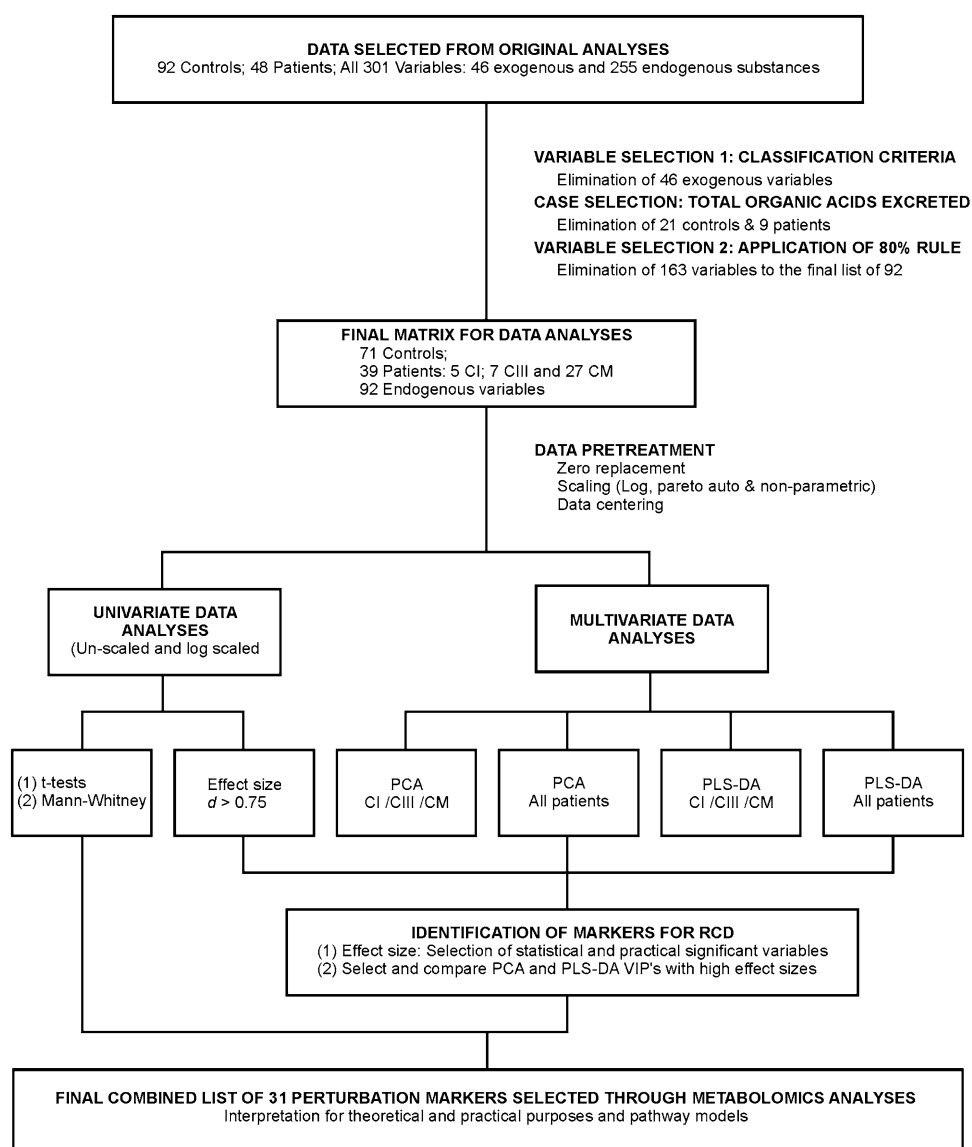 DATA SELECTED FROM ORIGINAL ANALYSES
92 Controls; 48 Patients; All 301 Variables: 46 exogenous and 255 endogenous substances
VARIABLE SELECTION 1: CLASSIFICATION CRITERIA
Elimination of 46 exogenous variables
CASE SELECTION: TOTAL ORGANIC ACIDS EXCRETED
Elimination of 21 controls & 9 patients
VARIABLE SELECTION 2: APPLICATION OF 80% RULE
Elimination of 163 variables to the final list of 92
FINAL MATRIX FOR DATA ANALYSES
71 Controls;
39 Patients: 5 CI; 7 CIII and 27 CM
92 Endogenous variables
DATA PRETREATMENT
Zero replacement
Scaling (Log, pareto auto & non-parametric)
Data centering
UNIVARIATE DATA
ANALYSES
(Un-scaled and log scaled
MULTIVARIATE DATA
ANALYSES
(1) t-tests
(2) Mann-Whitney
Effect size
d > 0.75
PCA
CI /CIII /CM
PCA
All patients
PLS-DA
CI /CIII /CM
PLS-DA
All patients
IDENTIFICATION OF MARKERS FOR RCD
(1) Effect size: Selection of statistical and practical significant variables
(2) Select and compare PCA and PLS-DA VIP's with high effect sizes
FINAL COMBINED LIST OF 31 PERTURBATION MARKERS SELECTED THROUGH METABOLOMICS ANALYSES
Interpretation for theoretical and practical purposes and pathway models